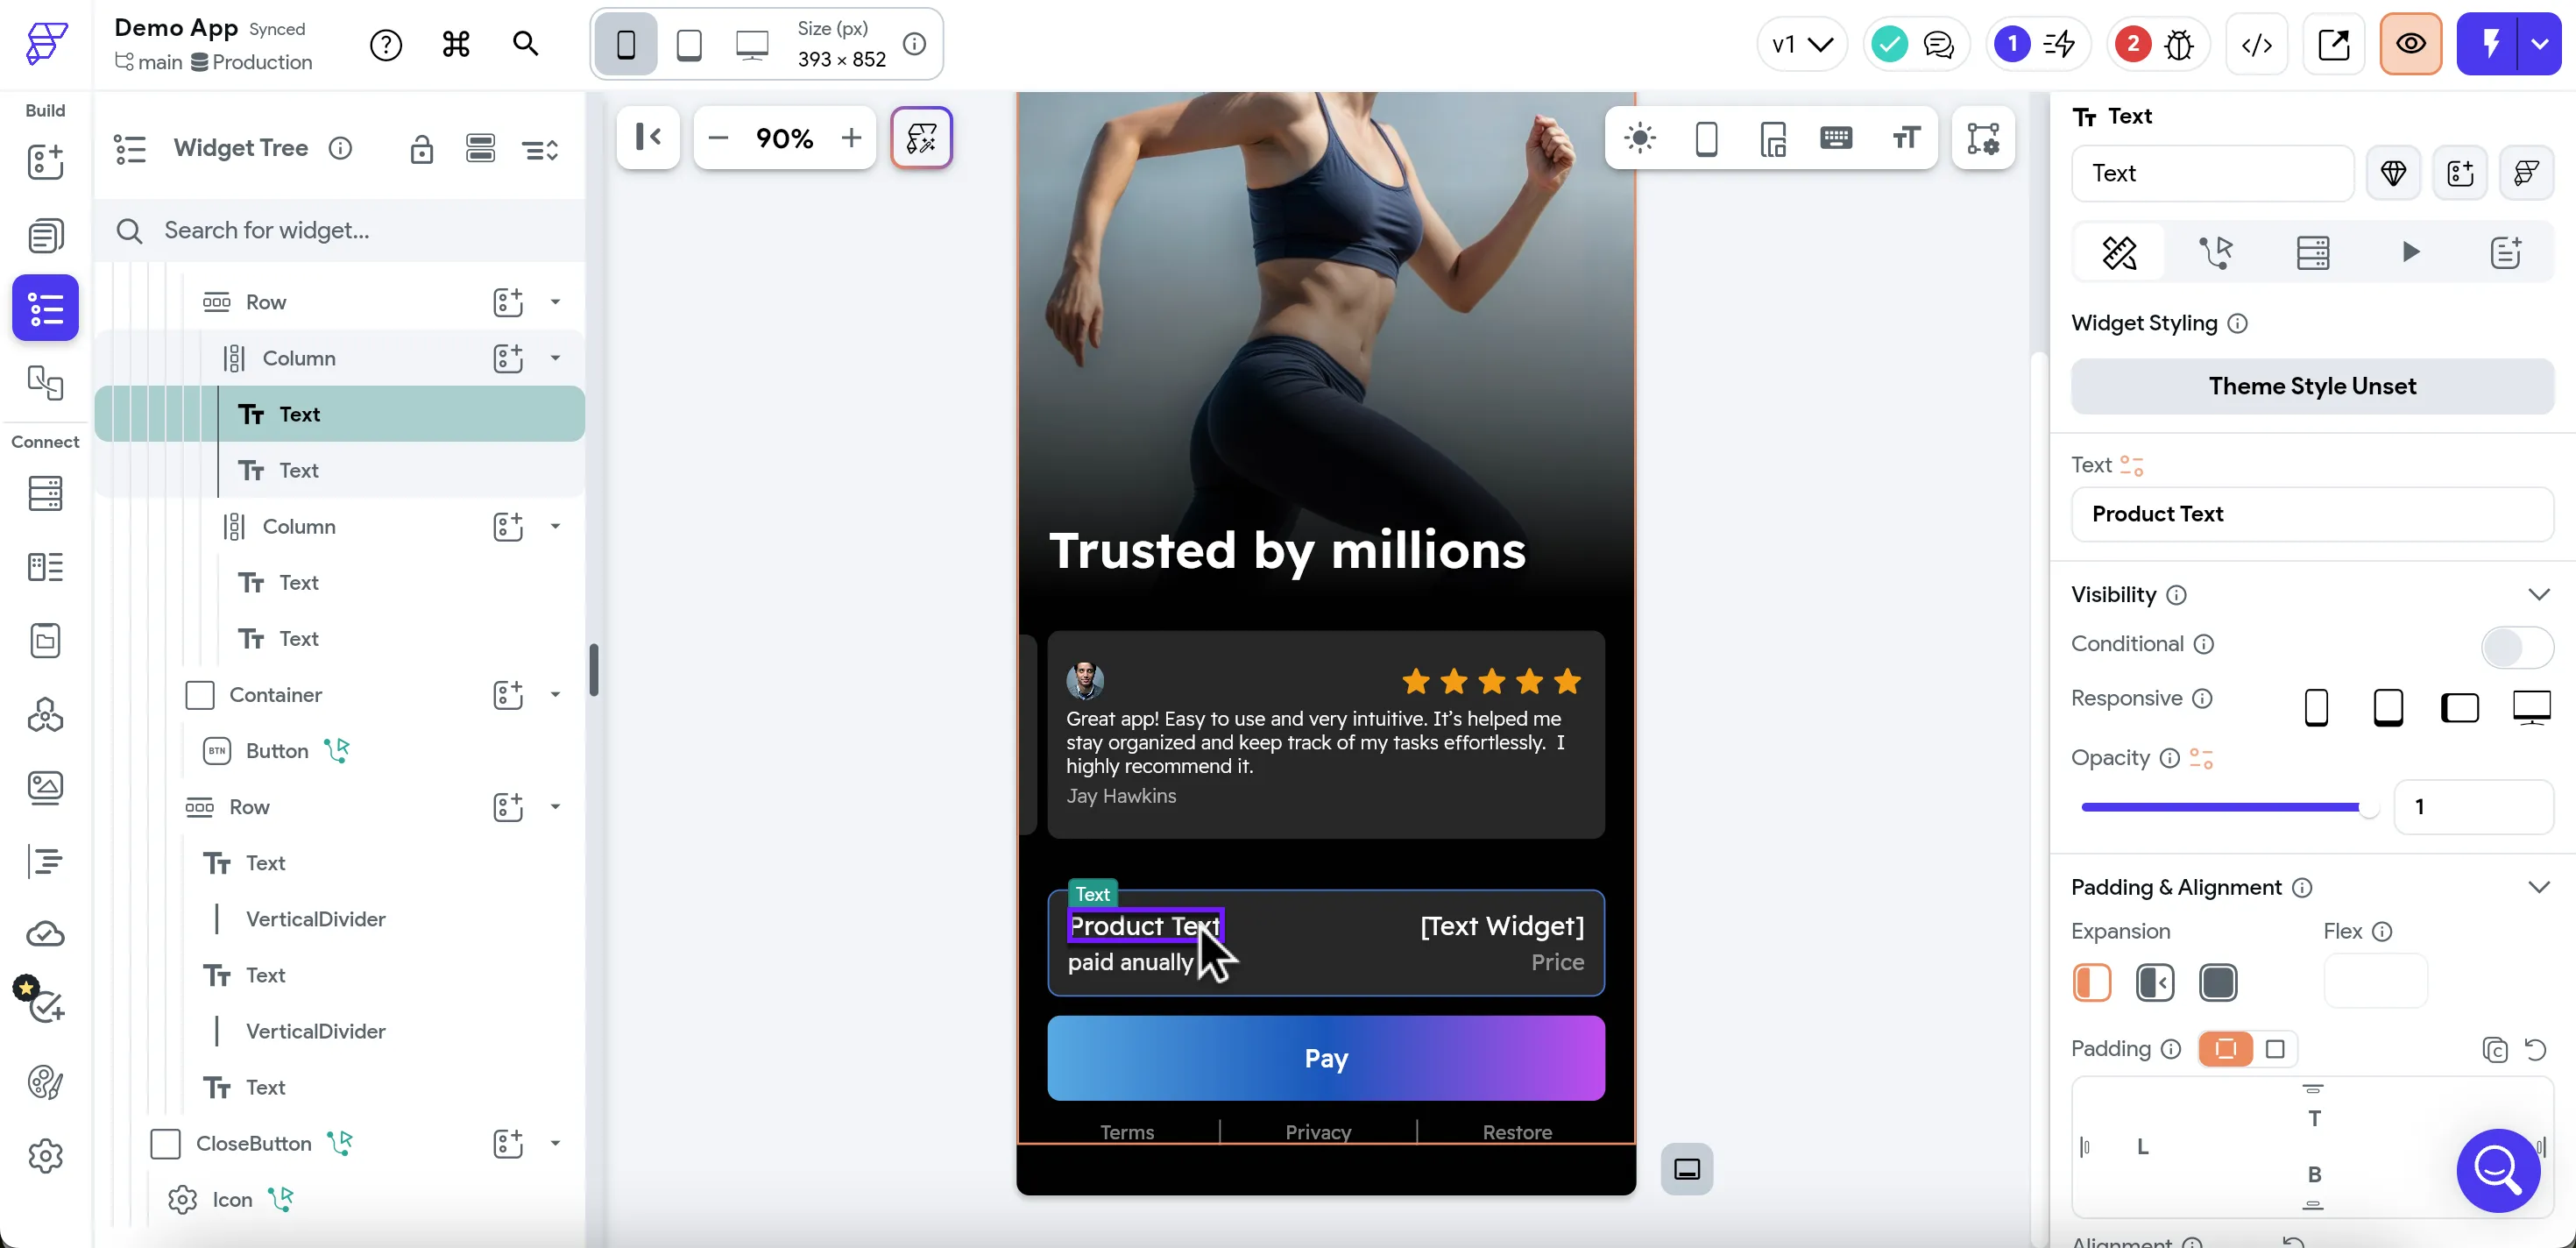 Demo App Synced
main Production
Size (px)
393 × 852
v1
1
2
Build
Connect
Widget Tree
Search for widget...
Row
Column
Text
Text
Column
Text
Text
Container
BTN Button
Row
Text
VerticalDivider
Text
VerticalDivider
Text
CloseButton
Icon
90%
Trusted by millions
Great app! Easy to use and very intuitive. It's helped me
stay organized and keep track of my tasks effortlessly. I
highly recommend it.
Jay Hawkins
Text
Product Text [Text Widget]
paid anually Price
Pay
Terms Privacy Restore
Text
Text
Widget Styling
Theme Style Unset
Text
Product Text
Visibility
Conditional
Responsive
Opacity
1
Padding & Alignment
Expansion Flex
Padding
T
L
B
Alignment